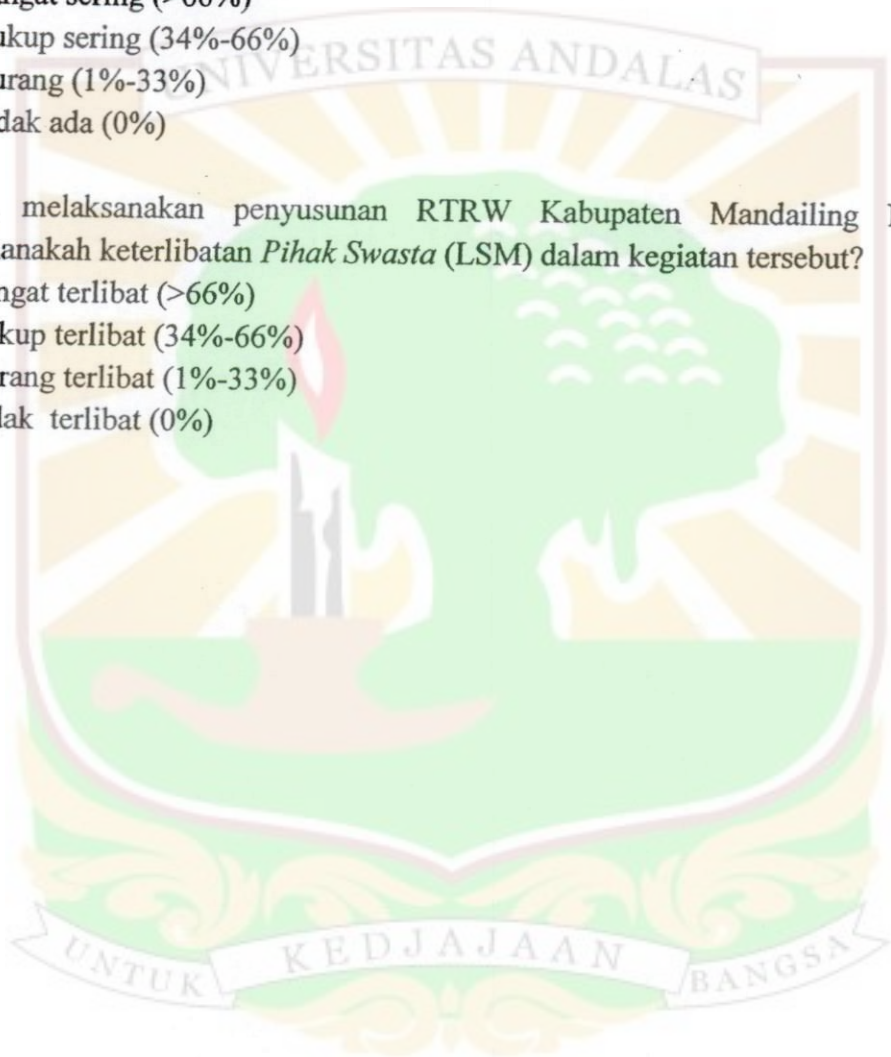 ngat sering (>66%)
ukup sering (34%-66%)
urang (1%-33%)
dak ada (0%)
melaksanakan penyusunan RTRW Kabupaten Mandailing
anakah keterlibatan Pihak Swasta (LSM) dalam kegiatan tersebut?
ngat terlibat (>66%)
kup terlibat (34%-66%)
rang terlibat (1%-33%)
lak terlibat (0%)
UNIVERSITAS ANDALAS
UNTUK KEDJAJAAN BANGSA